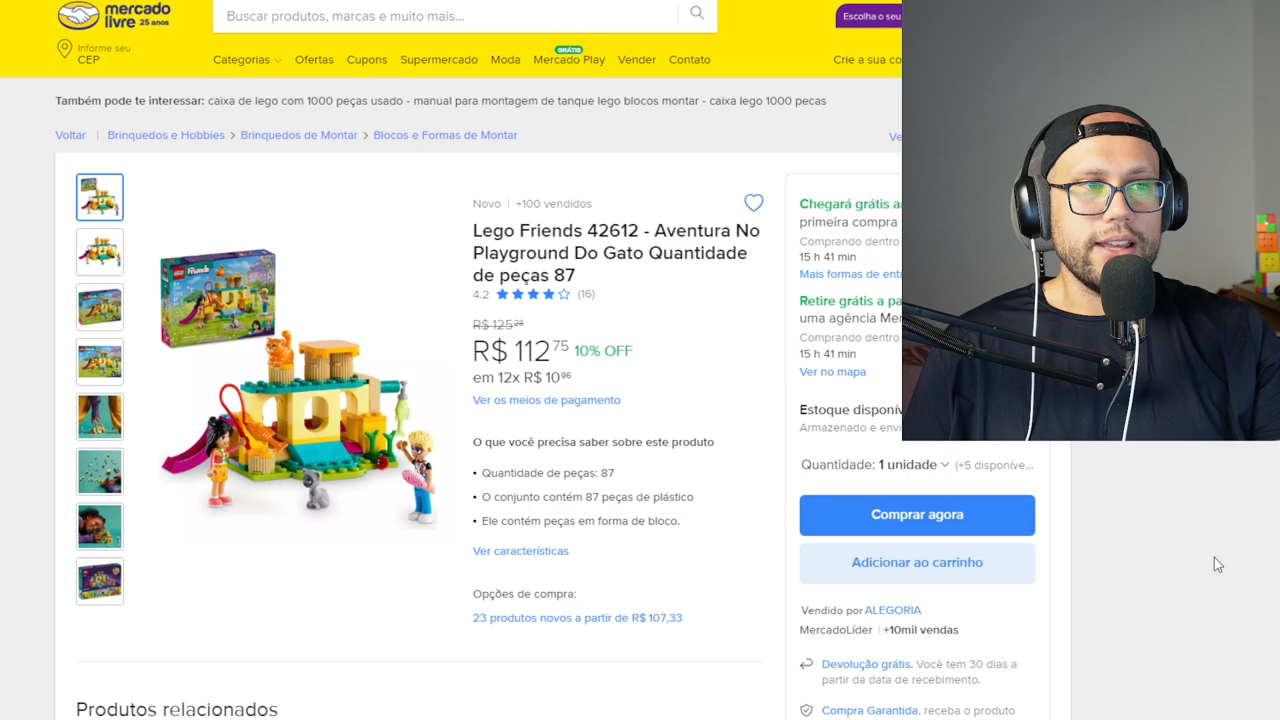 mercado
livre 25 anos
Buscar produtos, marcas e muito mais...
Escolha o seu
Informe seu
CEP
Categorias
Ofertas
Cupons
Supermercado
Moda
GRÁTIS
Mercado Play
Vender
Contato
Crie a sua co
Também pode te interessar: caixa de lego com 1000 peças usado - manual para montagem de tanque lego blocos montar - caixa lego 1000 pecas
Voltar | Brinquedos e Hobbies > Brinquedos de Montar > Blocos e Formas de Montar
Ve
Novo | +100 vendidos
Lego Friends 42612 - Aventura No
Playground Do Gato Quantidade
de peças 87
4.2 (16)
R$ 125 28
R$ 112 75 10% OFF
em 12x R$ 10 96
Ver os meios de pagamento
O que você precisa saber sobre este produto
• Quantidade de peças: 87
• O conjunto contém 87 peças de plástico
• Ele contém peças em forma de bloco.
Ver características
Opções de compra:
23 produtos novos a partir de R$ 107,33
Produtos relacionados
Chegará grátis a
primeira compra
Comprando dentro
15 h 41 min
Mais formas de ent
Retire grátis a pa
uma agência Me
Comprando dentro
15 h 41 min
Ver no mapa
Estoque disponív
Armazenado e envi
Quantidade: 1 unidade (+5 disponíve...
Comprar agora
Adicionar ao carrinho
Vendido por ALEGORIA
MercadoLíder | +10mil vendas
Devolução grátis. Você tem 30 dias a
partir da data de recebimento.
Compra Garantida, receba o produto
LEGO
Friends